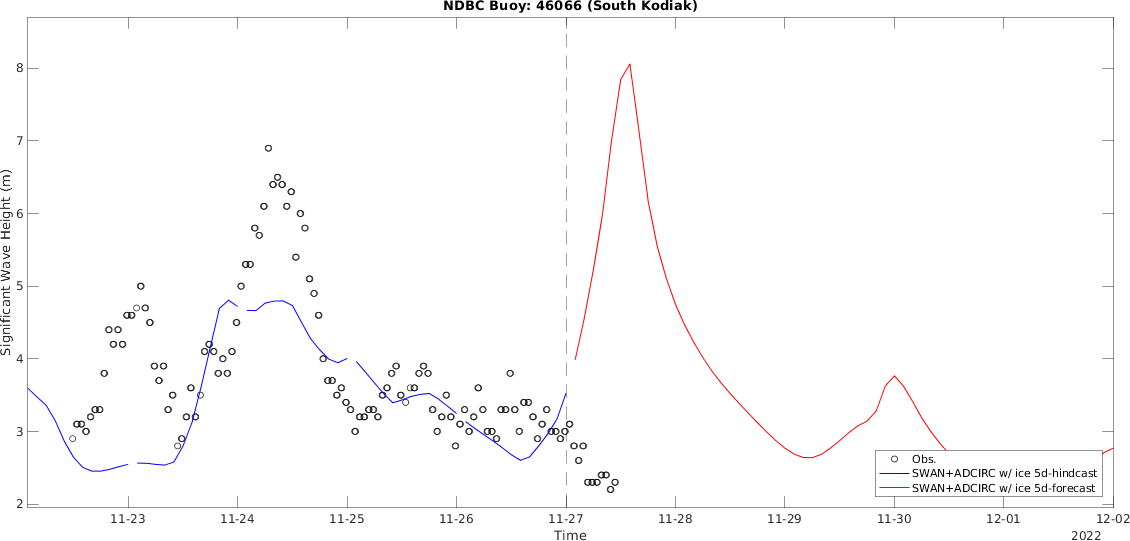 NDBC Buoy: 46066 (South Kodiak)
Significant Wave Height (m)
8
7
6
5
4
3
2
Obs.
SWAN+ADCIRC w/ ice 5d-hindcast
SWAN+ADCIRC w/ ice 5d-forecast
11-23 11-24 11-25 11-26 11-27 11-28 11-29 11-30 12-01 12-02
Time
2022